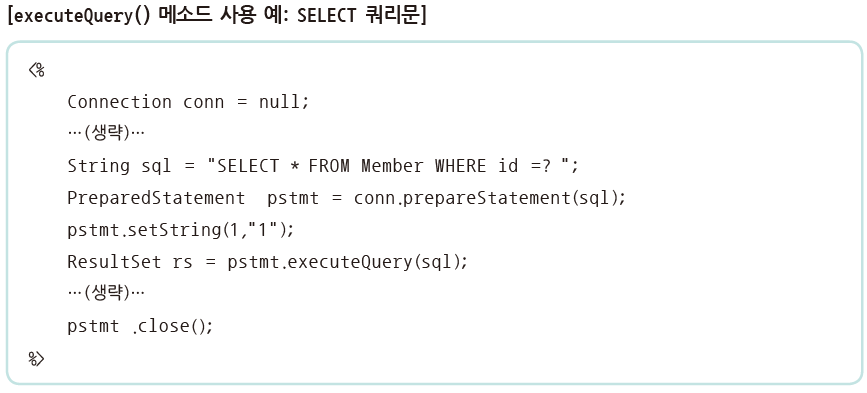 [executeQuery() 메소드 사용 예: SELECT 쿼리문]
<%
Connection conn = null;
…(생략)…
String sql = "SELECT * FROM Member WHERE id =? ";
PreparedStatement  pstmt = conn.prepareStatement(sql);
pstmt.setString(1,"1");
ResultSet rs = pstmt.executeQuery(sql);
…(생략)…
pstmt .close();
%>